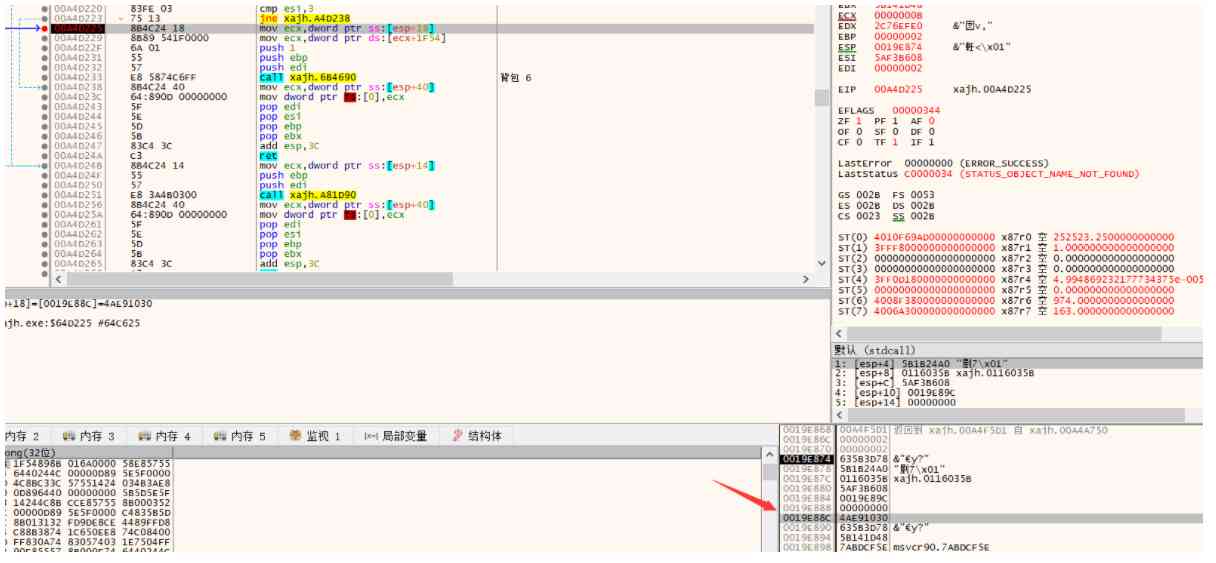 00A4D220 83FE 03 cmp esi,3
00A4D223 75 13 jne xajh.A4D238
00A4D225 8B4C24 18 mov ecx,dword ptr ss:[esp+18]
00A4D229 8B89 541F0000 mov ecx,dword ptr ds:[ecx+1F54]
00A4D22F 6A 01 push 1
00A4D231 55 push ebp
00A4D232 57 push edi
00A4D233 E8 5874C6FF call xajh.6B4690 背包 6
00A4D238 8B4C24 40 mov ecx,dword ptr ss:[esp+40]
00A4D23C 64:890D 00000000 mov dword ptr fs:[0],ecx
00A4D243 5F pop edi
00A4D244 5E pop esi
00A4D245 5D pop ebp
00A4D246 5B pop ebx
00A4D247 83C4 3C add esp,3C
00A4D24A C3 ret
00A4D24B 8B4C24 14 mov ecx,dword ptr ss:[esp+14]
00A4D24F 55 push ebp
00A4D250 57 push edi
00A4D251 E8 3A4B0300 call xajh.A81D90
00A4D256 8B4C24 40 mov ecx,dword ptr ss:[esp+40]
00A4D25A 64:890D 00000000 mov dword ptr fs:[0],ecx
00A4D261 5F pop edi
00A4D262 5E pop esi
00A4D263 5D pop ebp
00A4D264 5B pop ebx
00A4D265 83C4 3C add esp,3C
ECX 0000000B
EDX 2C76EFE0
EBP 00000002
ESP 0019E874
ESI 5AF3B608
EDI 00000002
EIP 00A4D225 xajh.00A4D225
EFLAGS 00000344
ZF 1 PF 1 AF 0
OF 0 SF 0 DF 0
CF 0 TF 1 IF 1
LastError 00000000 (ERROR_SUCCESS)
LastStatus C0000034 (STATUS_OBJECT_NAME_NOT_FOUND)
GS 002B FS 0053
ES 002B DS 002B
CS 0023 SS 002B
ST(0) 4010F69AD00000000000 x87r0 空 252523.2500000000000
ST(1) 3FFF8000000000000000 x87r1 空 1.000000000000000000
ST(2) 00000000000000000000 x87r2 空 0.000000000000000000
ST(3) 00000000000000000000 x87r3 空 0.000000000000000000
ST(4) 3FF0D18000000000000 x87r4 空 4.994869232177734375e-005
ST(5) 00000000000000000000 x87r5 空 0.000000000000000000
ST(6) 4008F380000000000000 x87r6 空 974.0000000000000000
ST(7) 4006A300000000000000 x87r7 空 163.0000000000000000
+18]=[0019E88C]=4AE91030
ajh.exe:$64D225 #64C625
默认 (stdcall)
1: [esp+4] 5B1B24A0 "剧7\x01"
2: [esp+8] 0116035B xajh.0116035B
3: [esp+C] 5AF3B608
4: [esp+10] 0019E89C
5: [esp+14] 00000000
内存 2 内存 3 内存 4 内存 5 监视 1 局部变量 结构体
ong(32位)
1F54898B 016A0000 58E85755
6440244C 00000D89 5E5F0000
4C8BC33C 57551424 034B3AE8
0D896440 00000000 5B5D5E5F
14244C8B CCE85755 8B000352
00000D89 5E5F0000 C4835B5D
8B013132 FD9DE8CE 4489FFD8
C88B3874 1C650EE8 74C08400
FF830A74 83057403 1E7504FF
0019E868 00A4F5D1 返回到 xajh.00A4F5D1 自 xajh.00A4A750
0019E86C 00000002
0019E870 00000002
0019E874 635B3D78 &"€y?"
0019E878 5B1B24A0 "剧7\x01"
0019E87C 0116035B xajh.0116035B
0019E880 5AF3B608
0019E884 0019E89C
0019E888 00000000
0019E88C 4AE91030
0019E890 635B3D78 &"€y?"
0019E894 5B141D48
0019E898 7ABDCF5E msvcr90.7ABDCF5E